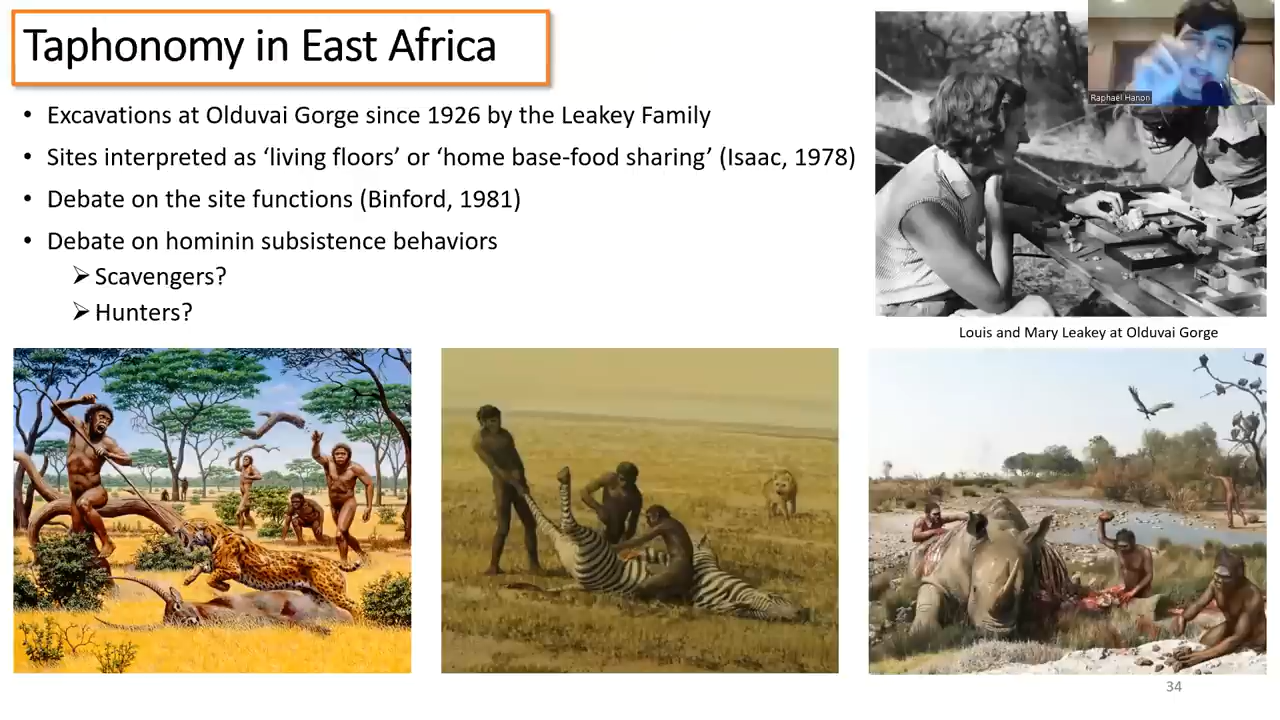 Taphonomy in East Africa
• Excavations at Olduvai Gorge since 1926 by the Leakey Family
• Sites interpreted as ‘living floors’ or ‘home base-food sharing’ (Isaac, 1978)
• Debate on the site functions (Binford, 1981)
• Debate on hominin subsistence behaviors
➢ Scavengers?
➢ Hunters?
Raphaël Hanon
Louis and Mary Leakey at Olduvai Gorge
34